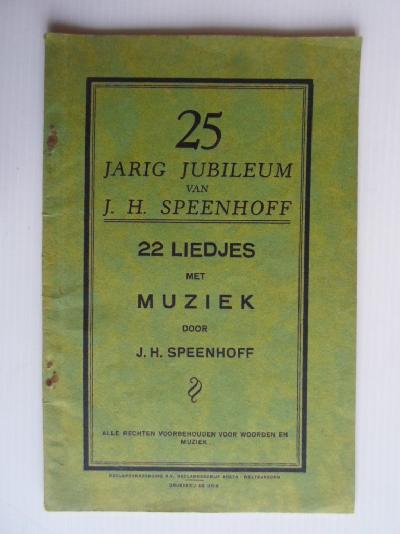 25
JARIG JUBILEUM
VAN
J. H. SPEENHOFF
22 LIEDJES
MET
MUZIEK
DOOR
J. H. SPEENHOFF
ALLE RECHTEN VOORBEHOUDEN VOOR WOORDEN EN
MUZIEK